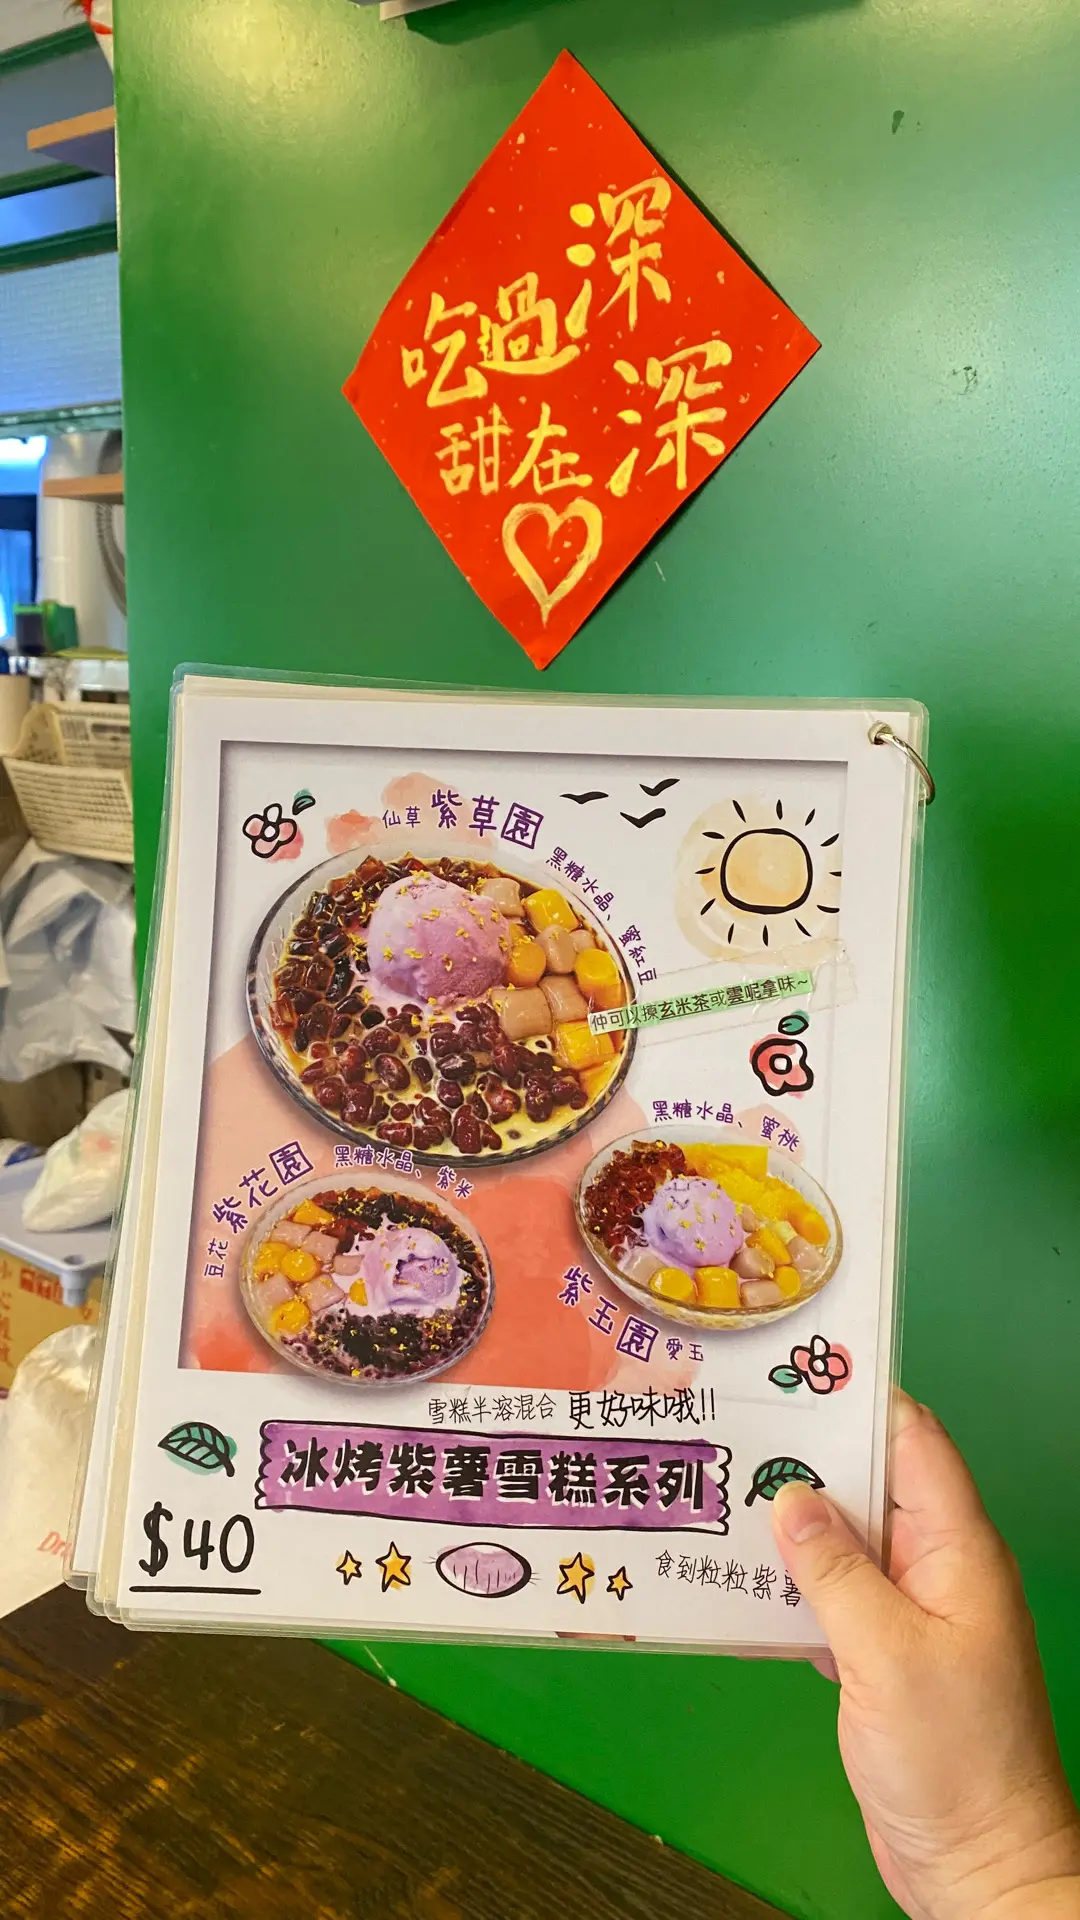 深深
吃過
甜在
仙草 紫草園
黑糖水晶、蜜紅豆
仲可以揀玄米茶或雲呢拿味~
豆花 紫花園
黑糖水晶、紫米
黑糖水晶、蜜桃
紫玉園 愛玉
雪糕半溶混合 更好味哦!!
冰烤紫薯雪糕系列
$40
食到粒粒紫薯